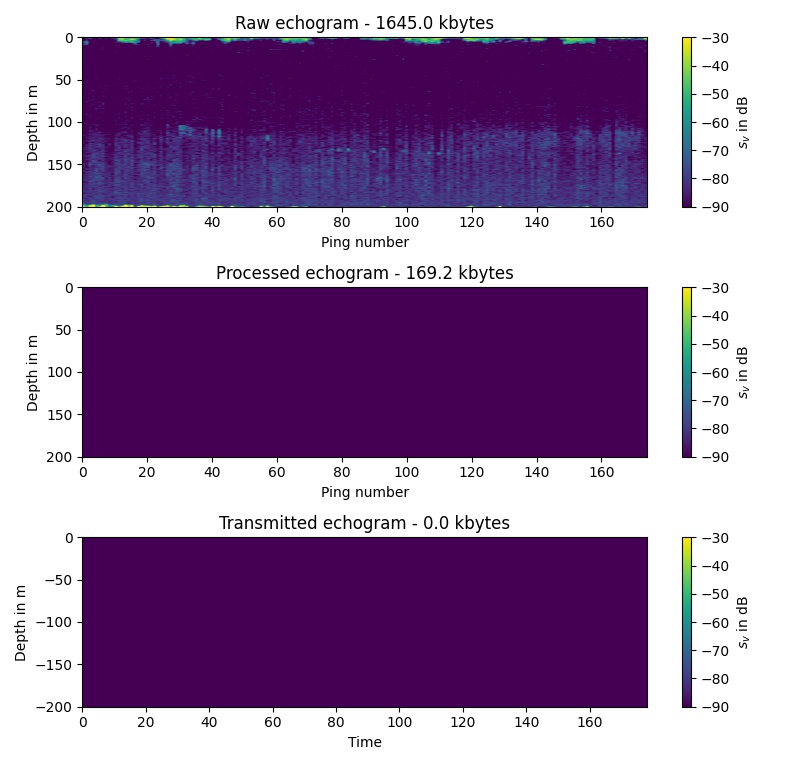 Raw echogram - 1645.0 kbytes
0
50
100
150
200
Depth in m
0 20 40 60 80 100 120 140 160
Ping number
−30
−40
−50
−60
−70
−80
−90
s_v in dB
Processed echogram - 169.2 kbytes
0
50
100
150
200
Depth in m
0 20 40 60 80 100 120 140 160
Ping number
−30
−40
−50
−60
−70
−80
−90
s_v in dB
Transmitted echogram - 0.0 kbytes
0
−50
−100
−150
−200
Depth in m
0 20 40 60 80 100 120 140 160
Time
−30
−40
−50
−60
−70
−80
−90
s_v in dB